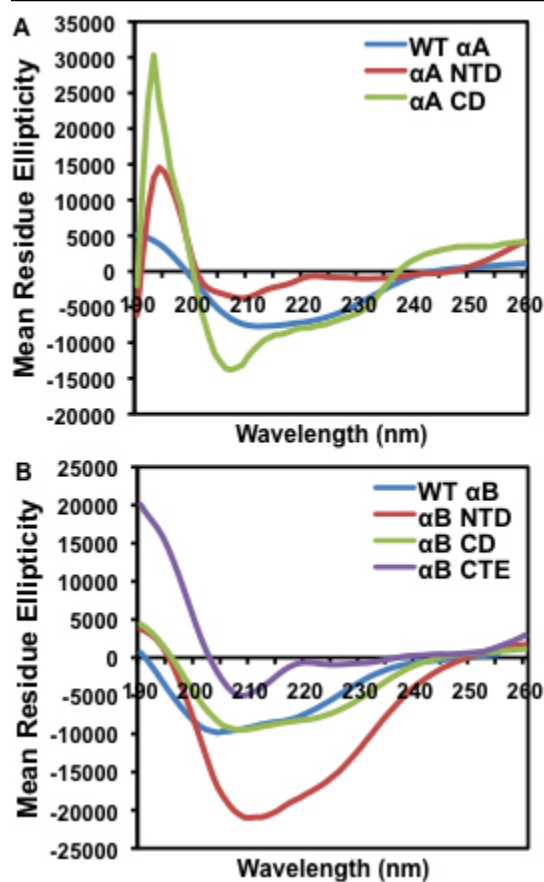 A
35000
30000
25000
20000
15000
10000
5000
0
-5000
-10000
-15000
-20000
Mean Residue Ellipticity
WT αA
αA NTD
αA CD
190 200 210 220 230 240 250 260
Wavelength (nm)
B
25000
20000
15000
10000
5000
0
-5000
-10000
-15000
-20000
-25000
Mean Residue Ellipticity
WT αB
αB NTD
αB CD
αB CTE
190 200 210 220 230 240 250 260
Wavelength (nm)